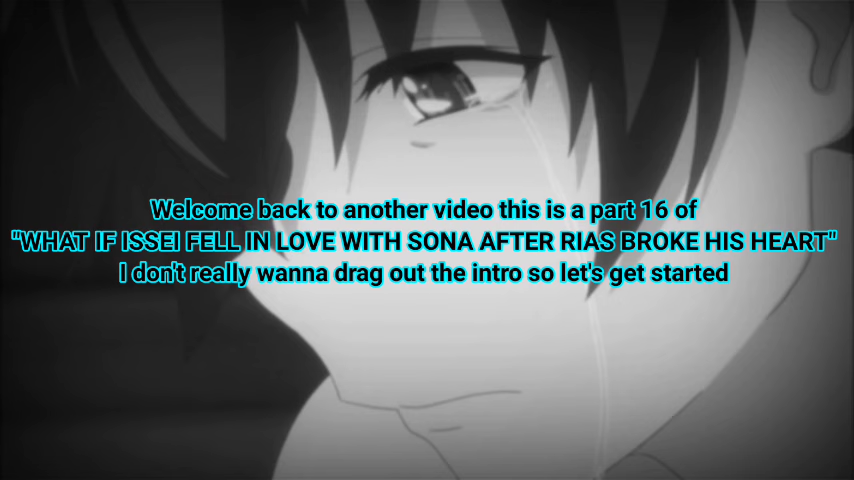 Welcome back to another video this is a part 16 of
"WHAT IF ISSEI FELL IN LOVE WITH SONA AFTER RIAS BROKE HIS HEART"
I don't really wanna drag out the intro so let's get started